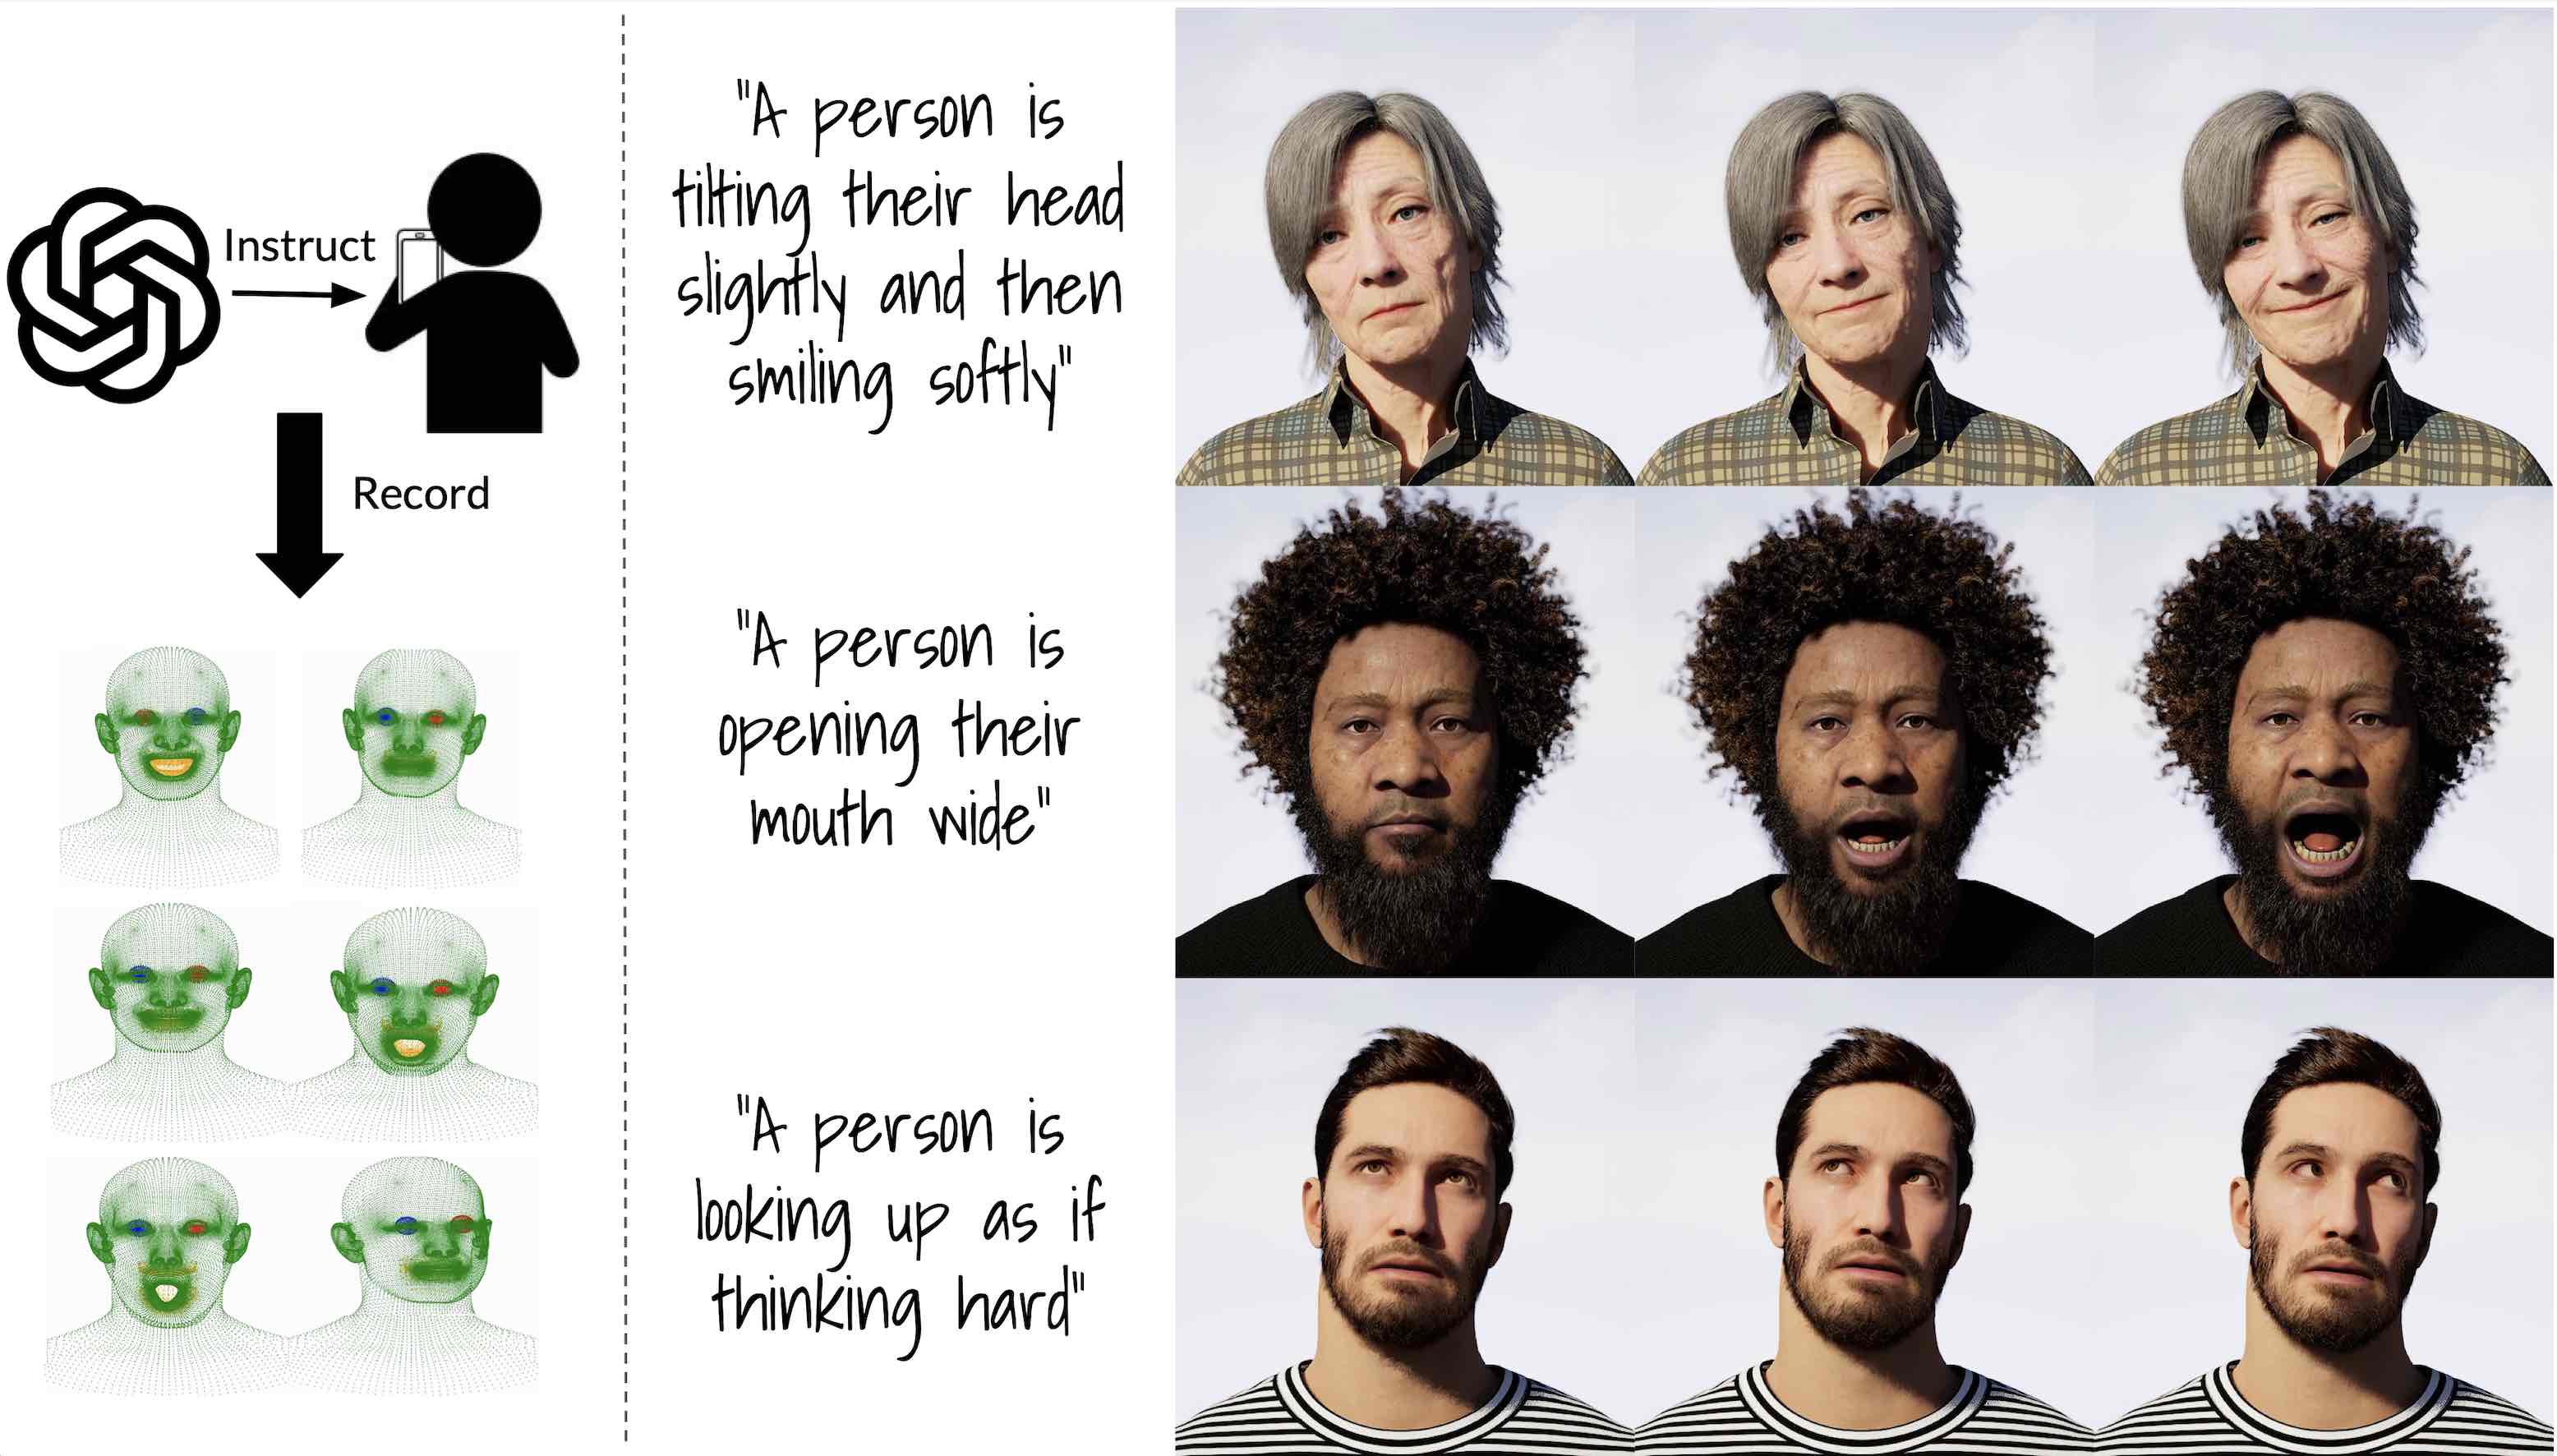 Instruct
Record
"A person is
tilting their head
slightly and then
smiling softly"
"A person is
opening their
mouth wide"
"A person is
looking up as if
thinking hard"